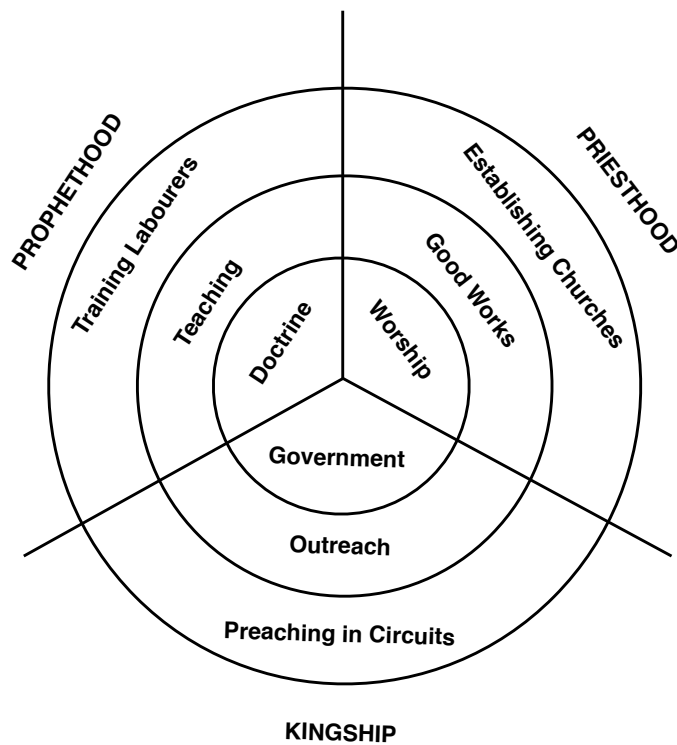 PROPHETHOOD
Training Labourers
Teaching
Doctrine
PRIESTHOOD
Establishing Churches
Good Works
Worship
Government
Outreach
Preaching in Circuits
KINGSHIP